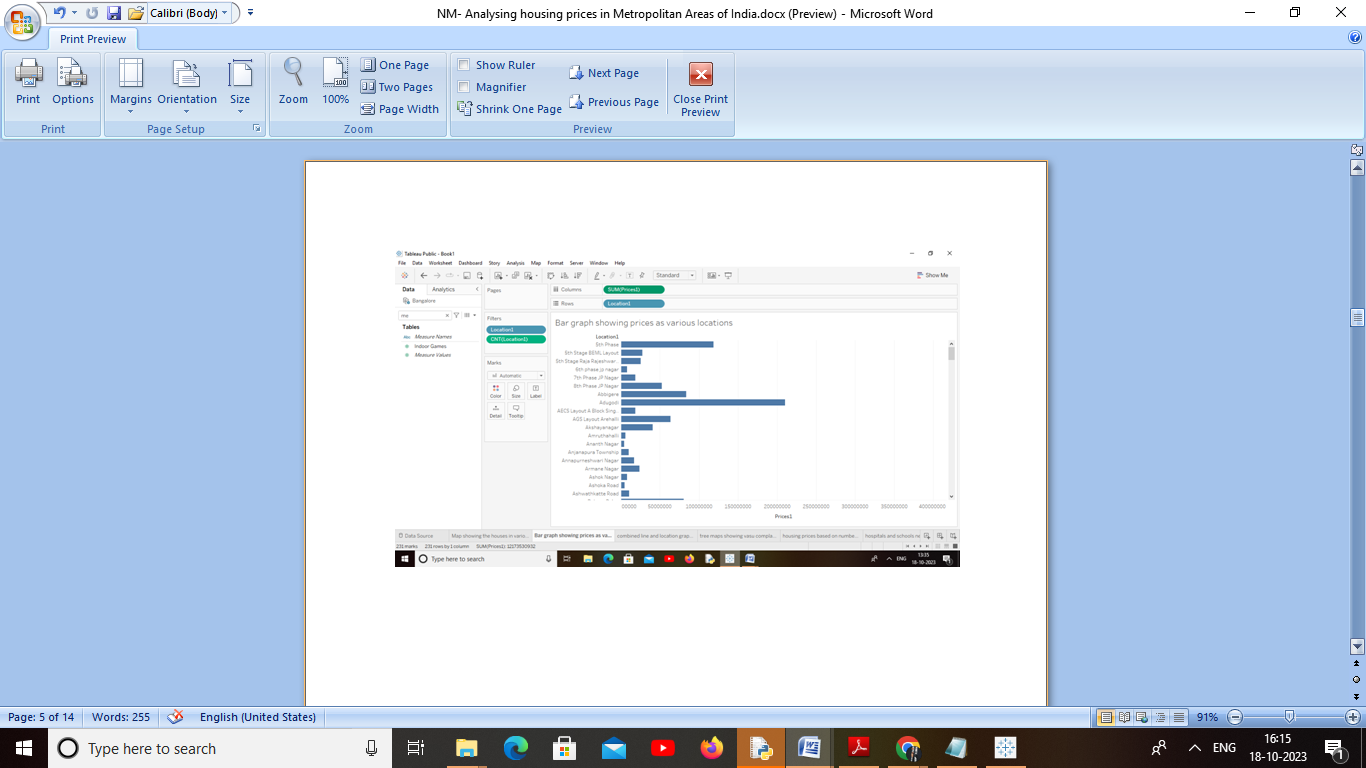 Calibri (Body)
NM- Analysing housing prices in Metropolitan Areas of India.docx (Preview) - Microsoft Word
Print Preview
Print
Options
Margins
Orientation
Size
Zoom
100%
One Page
Two Pages
Page Width
Show Ruler
Magnifier
Shrink One Page
Next Page
Previous Page
Close Print
Preview
Print
Page Setup
Zoom
Preview
Tableau Public - Book1
File Data Worksheet Dashboard Story Analysis Map Format Server Window Help
Standard
Show Me
Data Analytics
Bangalore
me
Tables
Measure Names
Indoor Games
Measure Values
Pages
Filters
Location1
CNT(Location1)
Marks
Automatic
Color Size Label
Detail Tooltip
Columns SUM(Prices1)
Rows Location1
Bar graph showing prices as various locations
Location1
5th Phase
5th Stage BEML Layout
5th Stage Raja Rajeshwar..
6th phase jp nagar
7th Phase JP Nagar
8th Phase JP Nagar
Abbigere
Adugodi
AECS Layout A Block Sing..
AGS Layout Arehalli
Akshayanagar
Amruthahalli
Ananth Nagar
Anjanapura Township
Annapurneshwari Nagar
Armane Nagar
Ashok Nagar
Ashoka Road
Ashwathkatte Road
00000 50000000 100000000 150000000 200000000 250000000 300000000 350000000 400000000
Prices1
Data Source
Map showing the houses in vario...
Bar graph showing prices as va...
combined line and location grap...
tree maps showing vasu comple...
housing prices based on numbe...
hospitals and schools ne
231 marks 231 rows by 1 column SUM(Prices1): 12173530932
Type here to search
ENG
13:15
18-10-2023
Page: 5 of 14
Words: 255
English (United States)
91%
Type here to search
ENG
16:15
18-10-2023
1